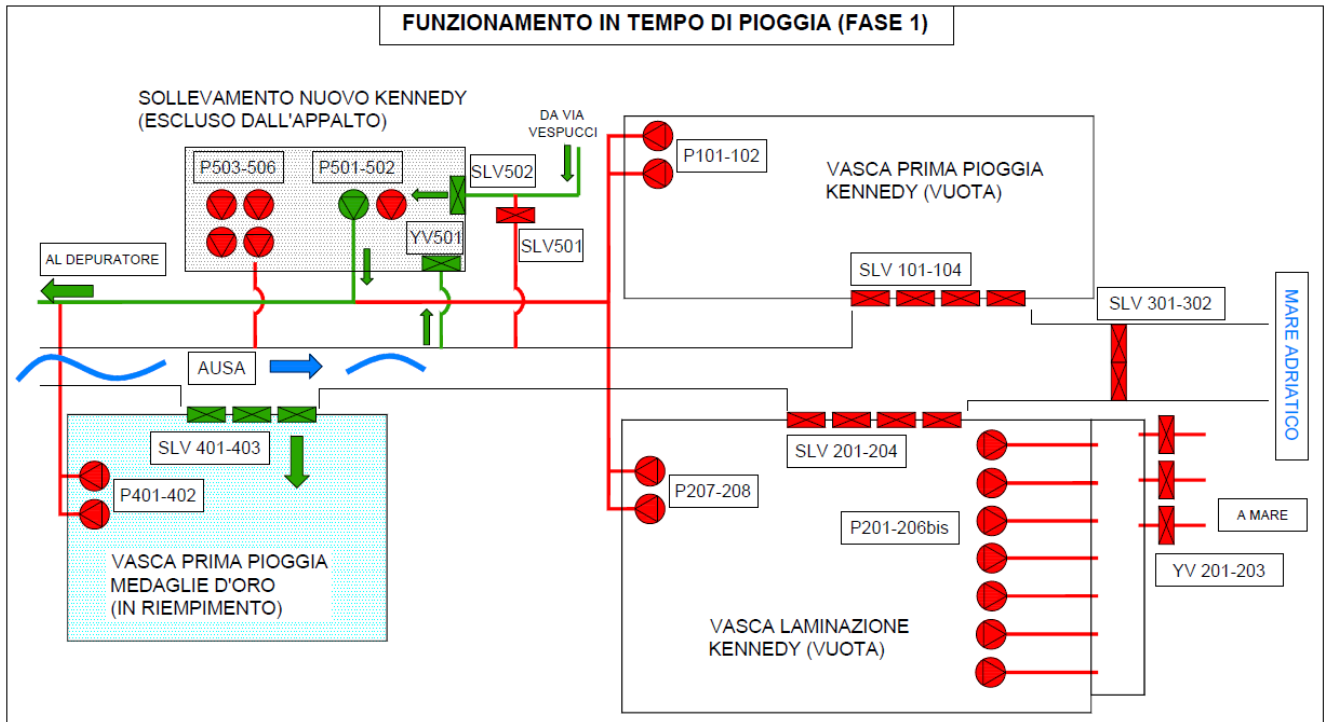 FUNZIONAMENTO IN TEMPO DI PIOGGIA (FASE 1)
SOLLEVAMENTO NUOVO KENNEDY
(ESCLUSO DALL'APPALTO)
DA VIA
VESPUCCI
P503-506
P501-502
SLV502
P101-102
VASCA PRIMA PIOGGIA
KENNEDY (VUOTA)
YV501
SLV501
AL DEPURATORE
SLV 101-104
SLV 301-302
MARE ADRIATICO
AUSA
SLV 401-403
SLV 201-204
P401-402
P207-208
P201-206bis
A MARE
YV 201-203
VASCA PRIMA PIOGGIA
MEDAGLIE D'ORO
(IN RIEMPIMENTO)
VASCA LAMINAZIONE
KENNEDY (VUOTA)